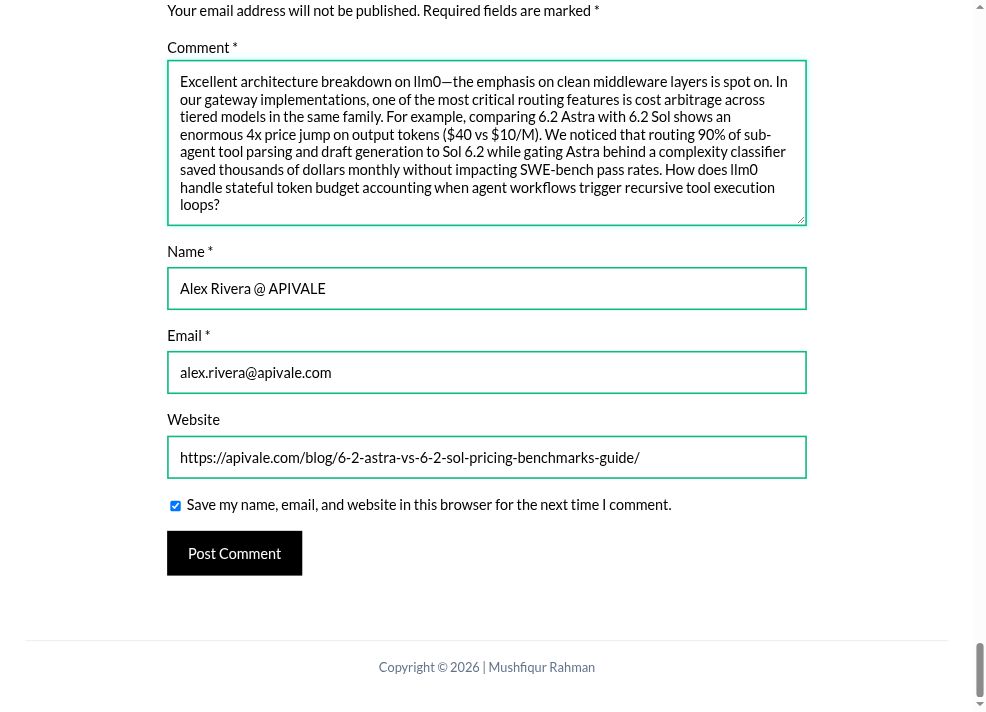 Your email address will not be published. Required fields are marked *
Comment *
Excellent architecture breakdown on llm0—the emphasis on clean middleware layers is spot on. In
our gateway implementations, one of the most critical routing features is cost arbitrage across
tiered models in the same family. For example, comparing 6.2 Astra with 6.2 Sol shows an
enormous 4x price jump on output tokens ($40 vs $10/M). We noticed that routing 90% of sub-
agent tool parsing and draft generation to Sol 6.2 while gating Astra behind a complexity classifier
saved thousands of dollars monthly without impacting SWE-bench pass rates. How does llm0
handle stateful token budget accounting when agent workflows trigger recursive tool execution
loops?
Name *
Alex Rivera @ APIVALE
Email *
alex.rivera@apivale.com
Website
https://apivale.com/blog/6-2-astra-vs-6-2-sol-pricing-benchmarks-guide/
Save my name, email, and website in this browser for the next time I comment.
Post Comment
Copyright © 2026 | Mushfiqur Rahman